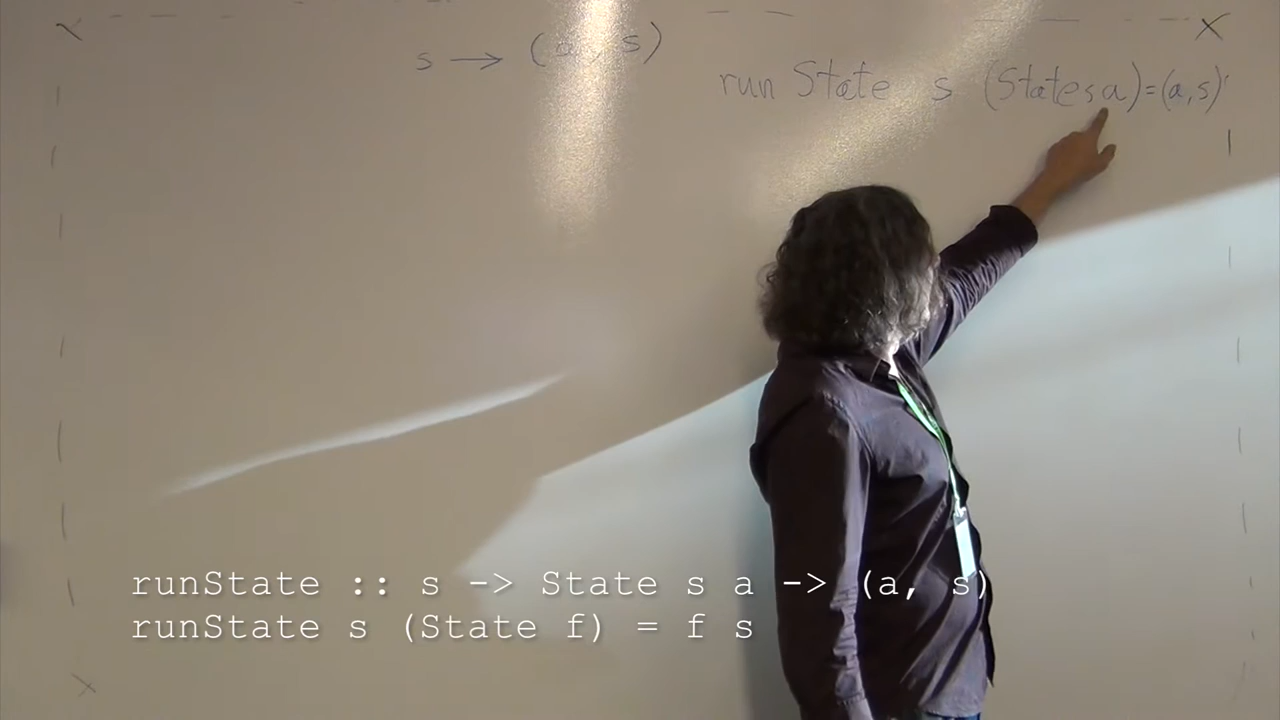 s → (a, s)
run State s (State s a) = (a, s)
runState :: s -> State s a -> (a, s)
runState s (State f) = f s